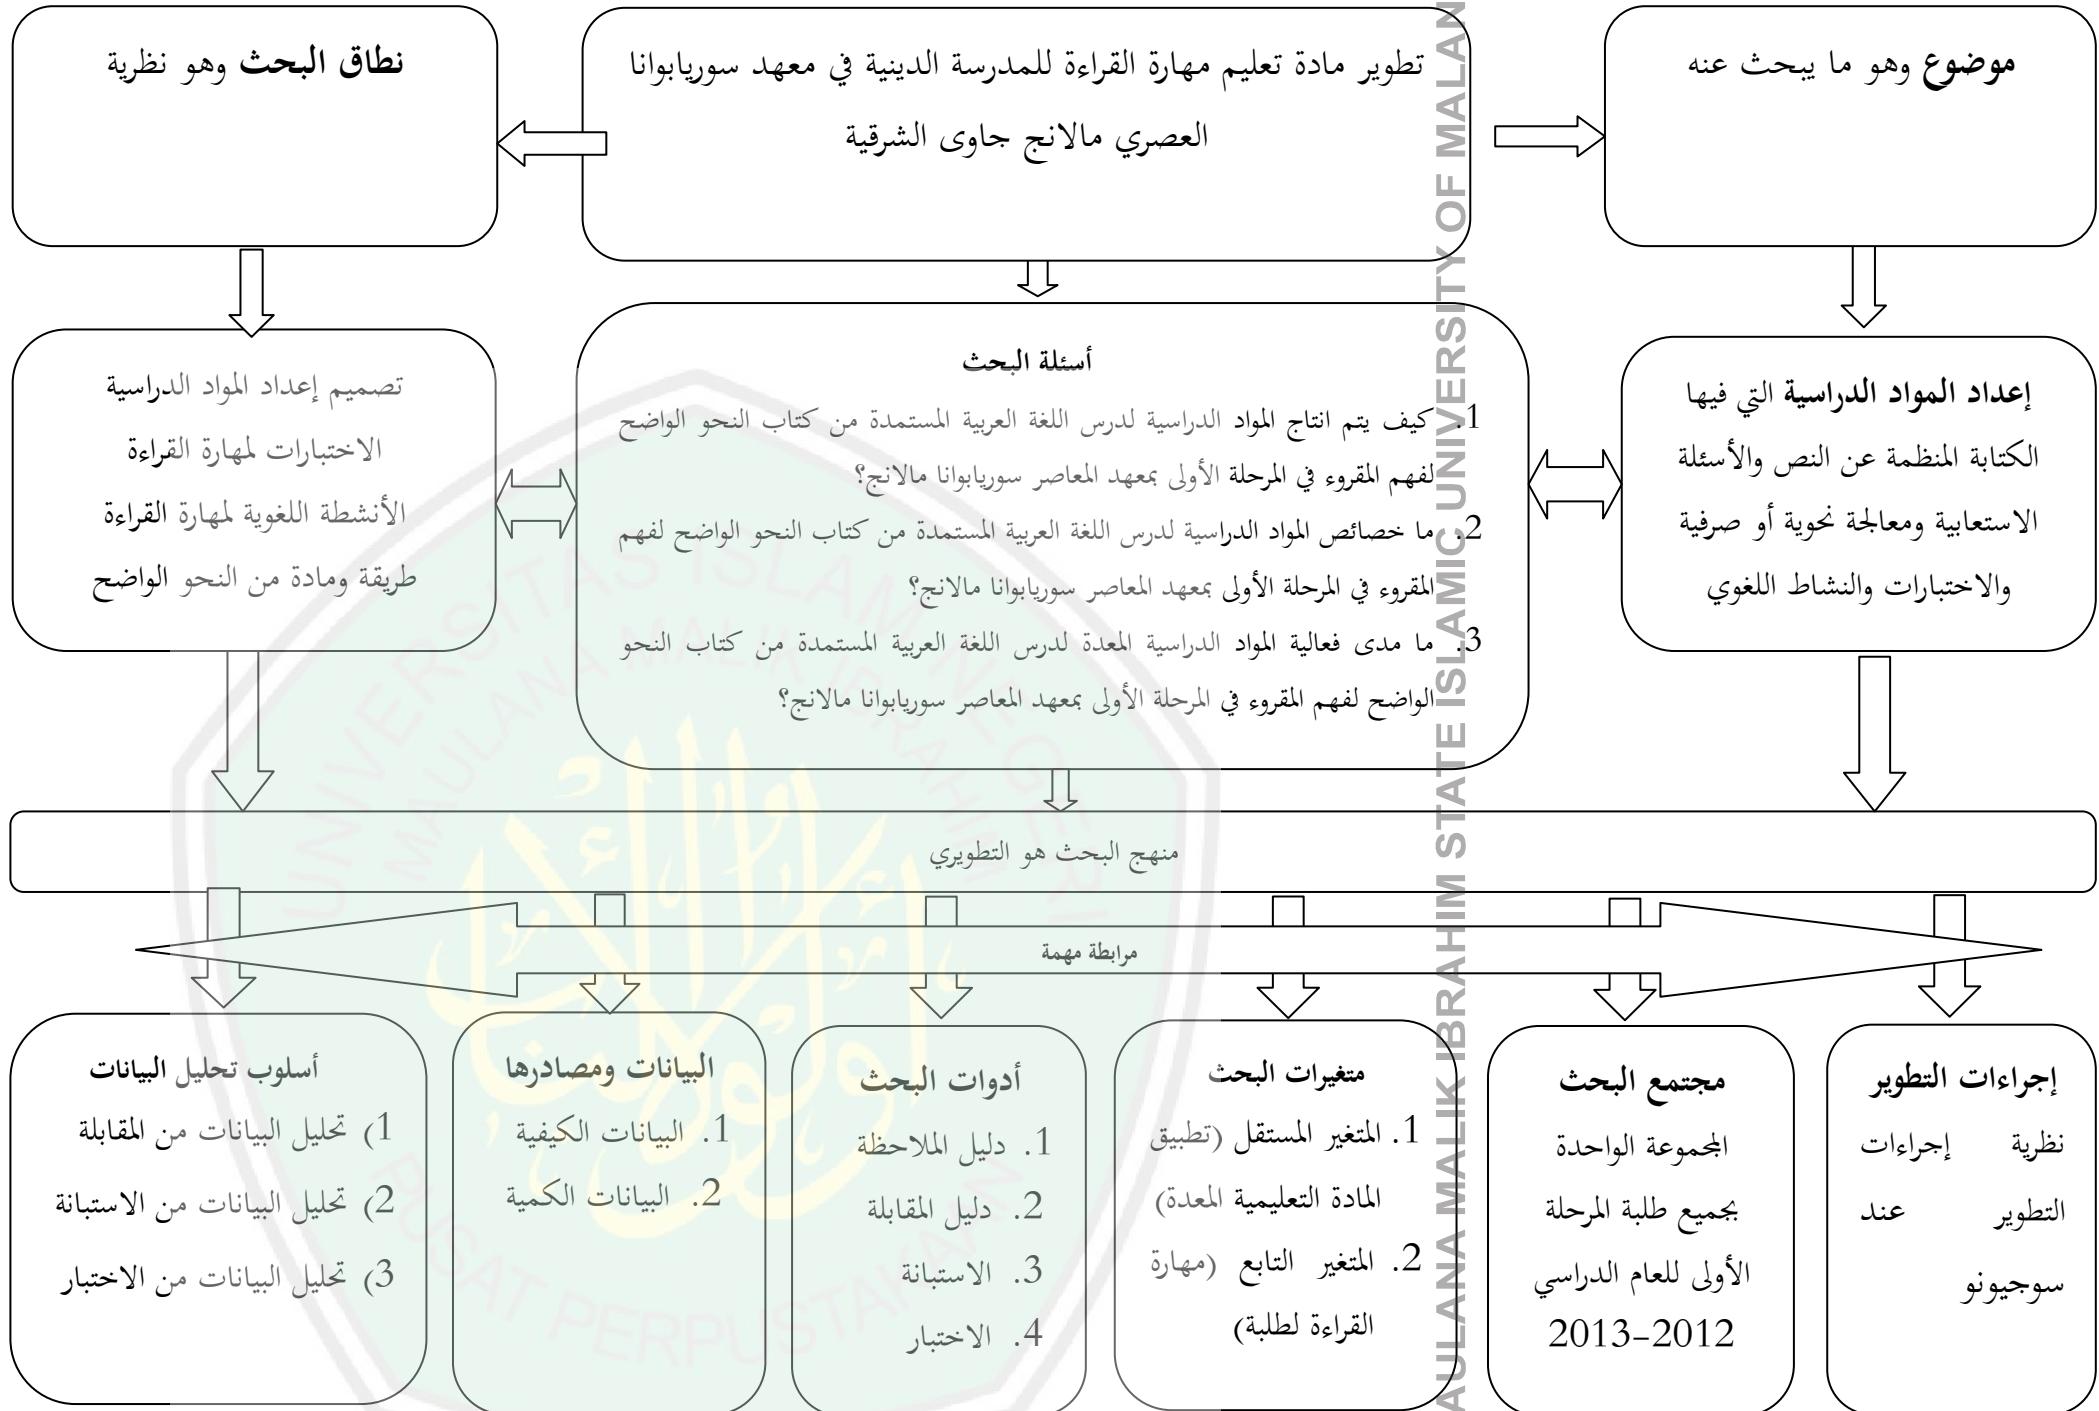 موضوع وهو ما يبحث عنه
تطوير مادة تعليم مهارة القراءة للمدرسة الدينية في معهد سوريابوانا
العصري مالانج جاوى الشرقية
نطاق البحث وهو نظرية
إعداد المواد الدراسية التي فيها
الكتابة المنظمة عن النص والأسئلة
الاستعابية ومعالجة نحوية أو صرفية
والاختبارات والنشاط اللغوي
أسئلة البحث
1. كيف يتم انتاج المواد الدراسية لدرس اللغة العربية المستمدة من كتاب النحو الواضح
لفهم المقروء في المرحلة الأولى بمعهد المعاصر سوريابوانا مالانج؟
2. ما خصائص المواد الدراسية لدرس اللغة العربية المستمدة من كتاب النحو الواضح لفهم
المقروء في المرحلة الأولى بمعهد المعاصر سوريابوانا مالانج؟
3. ما مدى فعالية المواد الدراسية المعدة لدرس اللغة العربية المستمدة من كتاب النحو
الواضح لفهم المقروء في المرحلة الأولى بمعهد المعاصر سوريابوانا مالانج؟
تصميم إعداد المواد الدراسية
الاختبارات لمهارة القراءة
الأنشطة اللغوية لمهارة القراءة
طريقة ومادة من النحو الواضح
منهج البحث هو التطويري
مرابطة مهمة
إجراءات التطوير
نظرية إجراءات
التطوير عند
سوجيونو
مجتمع البحث
المجموعة الواحدة
بجميع طلبة المرحلة
الأولى للعام الدراسي
2012-2013
متغيرات البحث
1. المتغير المستقل (تطبيق
المادة التعليمية المعدة)
2. المتغير التابع (مهارة
القراءة لطلبة)
أدوات البحث
1. دليل الملاحظة
2. دليل المقابلة
3. الاستبانة
4. الاختبار
البيانات ومصادرها
1. البيانات الكيفية
2. البيانات الكمية
أسلوب تحليل البيانات
1) تحليل البيانات من المقابلة
2) تحليل البيانات من الاستبانة
3) تحليل البيانات من الاختبار
AULANA MALIK IBRAHIM STATE ISLAMIC UNIVERSITY OF MALAN
UNIVERSITAS ISLAM NEGERI
MAULANA MALIK IBRAHIM
PUSAT PERPUSTAKAAN